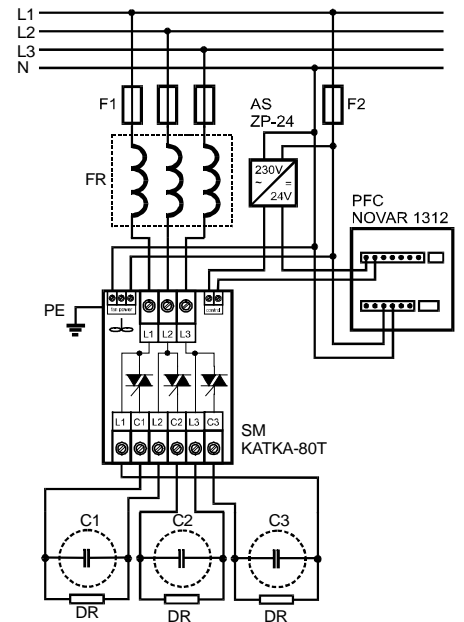 L1
L2
L3
N
F1
AS
ZP-24
F2
FR
230V
~ =
24V
PFC
NOVAR 1312
PE
fan power
control
L1 L2 L3
L1 C1 L2 C2 L3 C3
SM
KATKA-80T
C1 C2 C3
DR DR DR